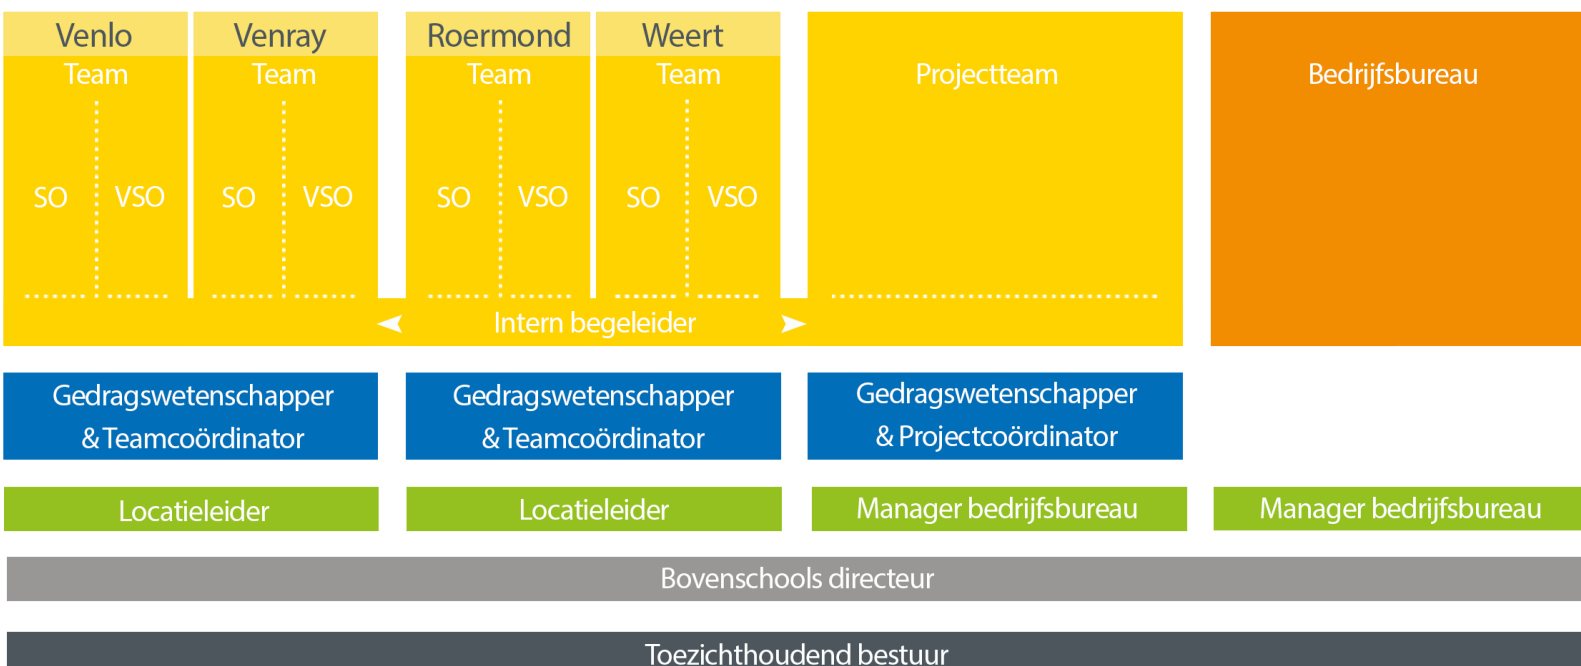 Venlo Venray Roermond Weert
Team Team Team Team Projectteam Bedrijfsbureau
SO VSO SO VSO SO VSO SO VSO
Intern begeleider
Gedragswetenschapper
& Teamcoördinator
Gedragswetenschapper
& Teamcoördinator
Gedragswetenschapper
& Projectcoördinator
Locatieleider Locatieleider Manager bedrijfsbureau Manager bedrijfsbureau
Bovenschools directeur
Toezichthoudend bestuur